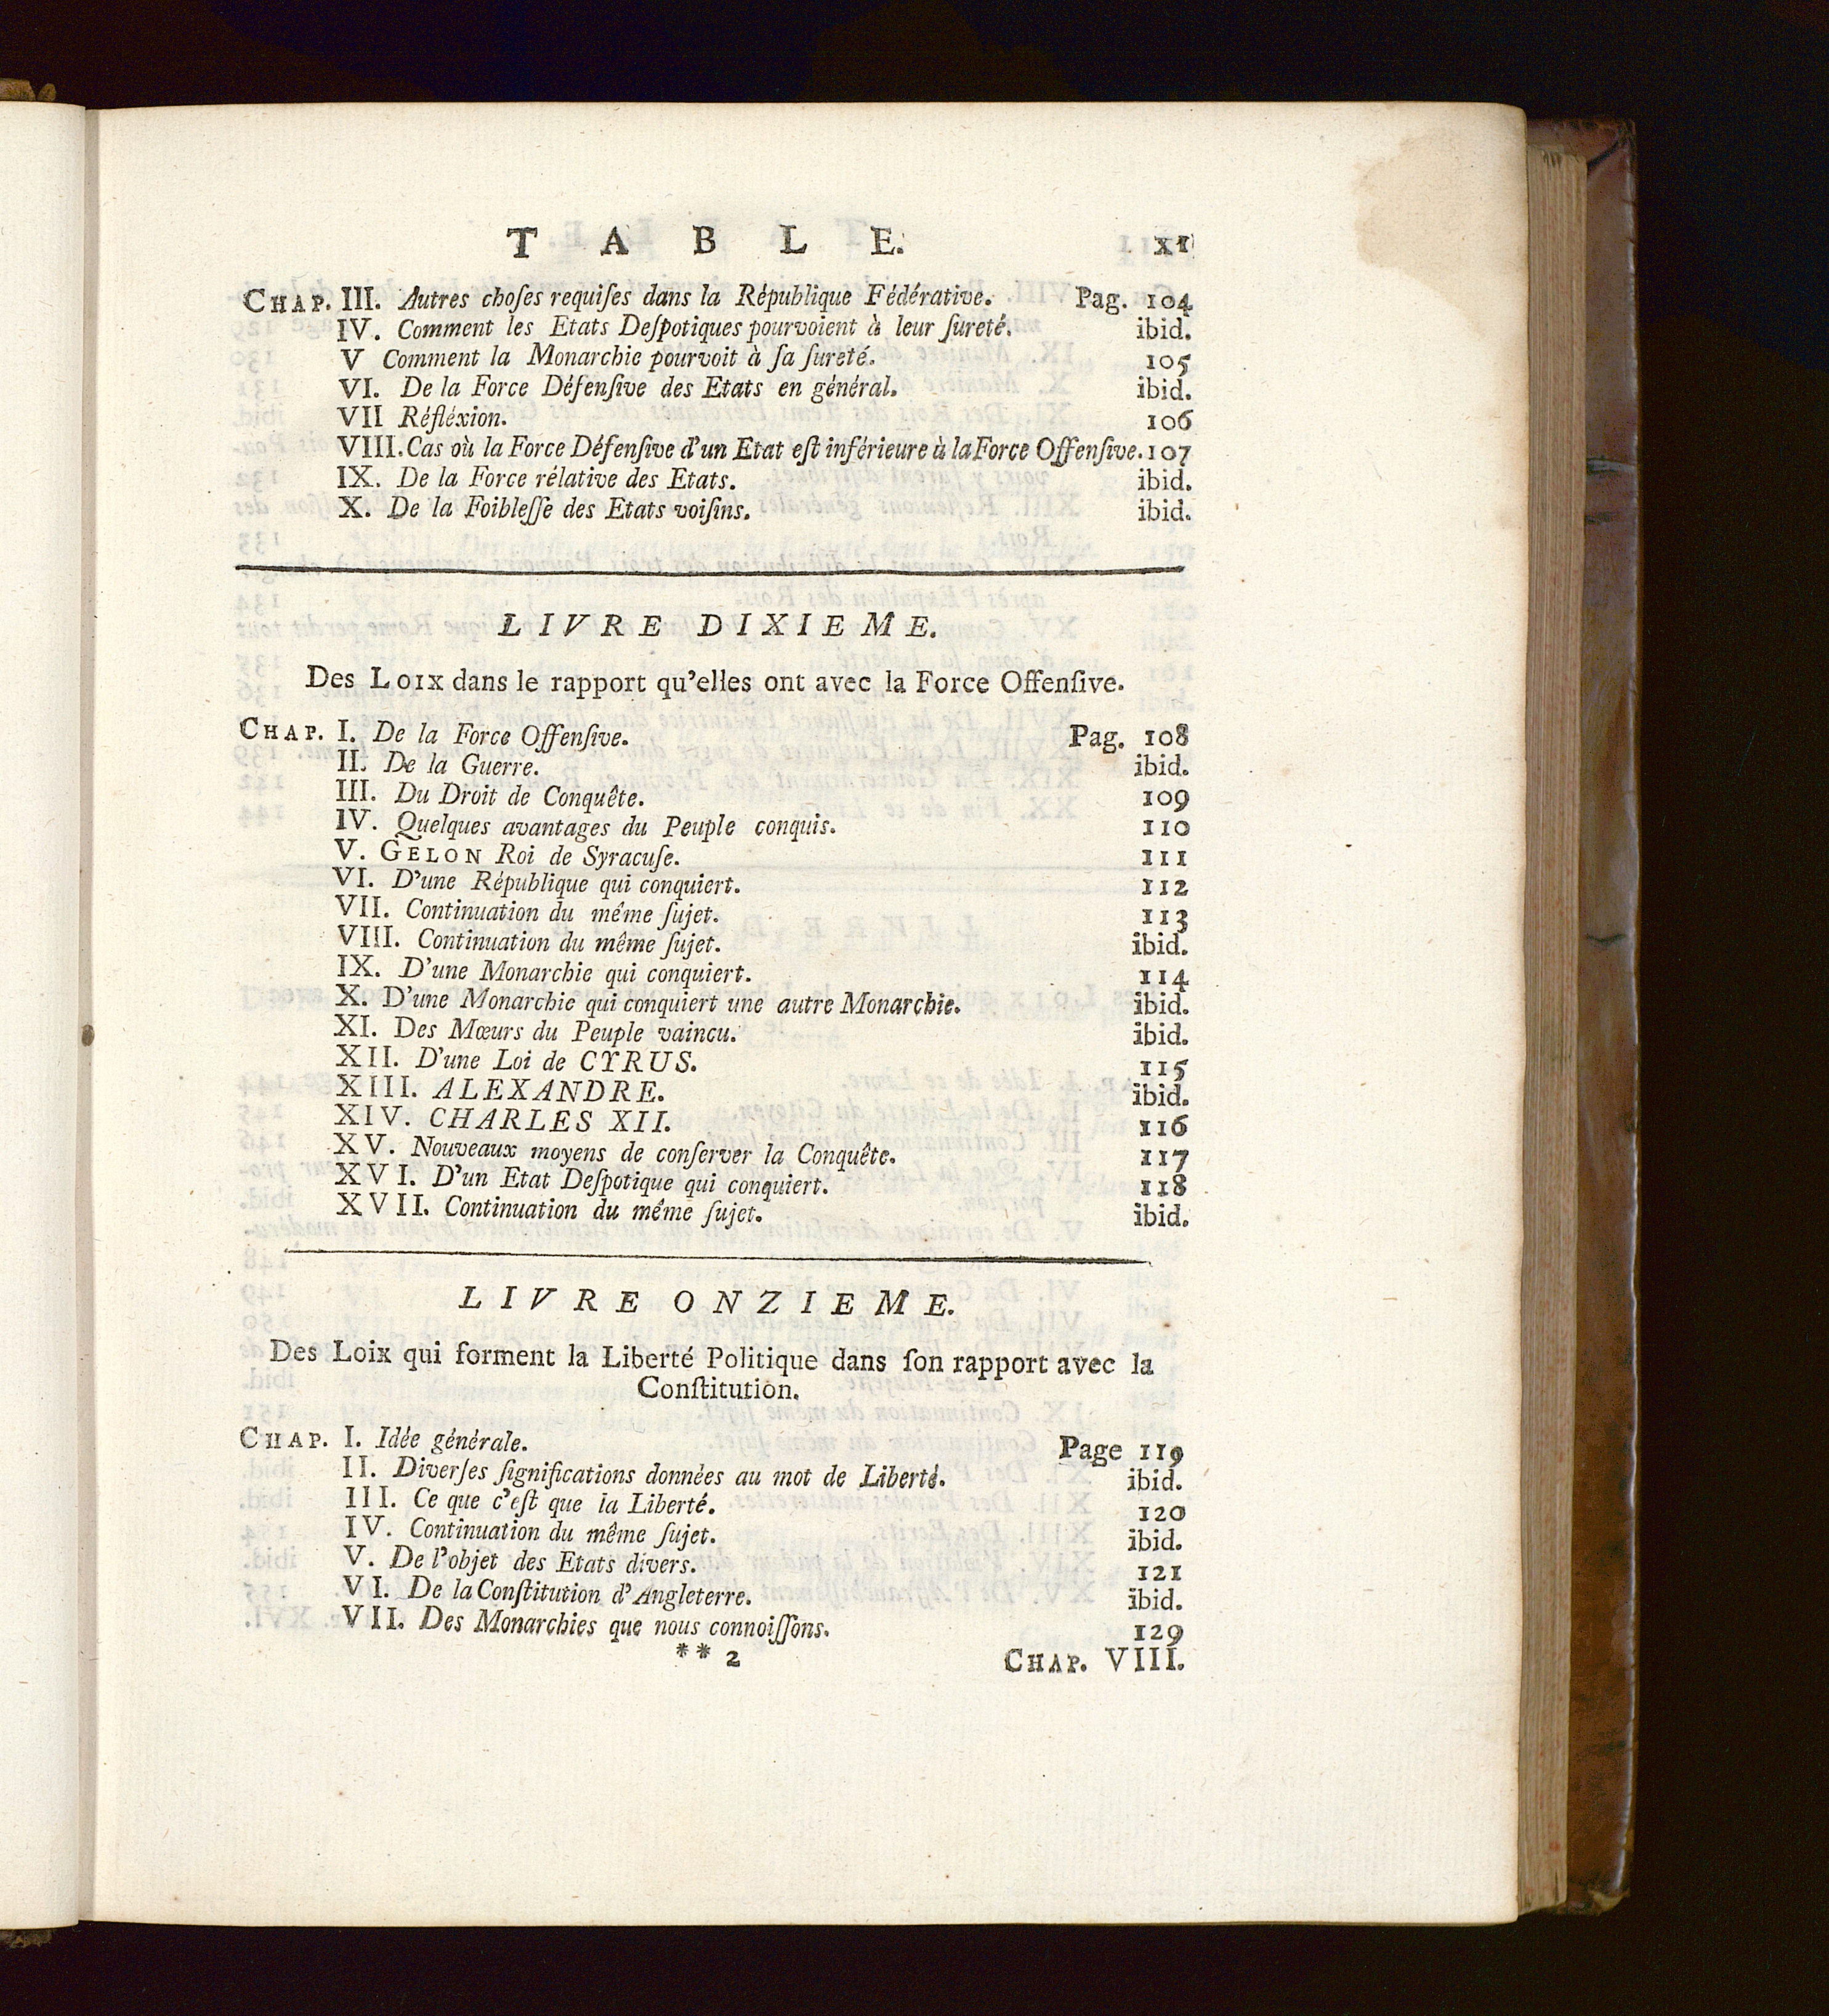 TABLE. XI
CHAP. III. Autres choſes requiſes dans la République Fédérative. Pag. 104
IV. Comment les Etats Deſpotiques pourvoient à leur ſureté. ibid.
V Comment la Monarchie pourvoit à ſa ſureté. 105
VI. De la Force Défenſive des Etats en général. ibid.
VII Réfléxion. 106
VIII. Cas où la Force Défenſive d'un Etat eſt inférieure à la Force Offenſive. 107
IX. De la Force rélative des Etats. ibid.
X. De la Foibleſſe des Etats voiſins. ibid.
LIVRE DIXIEME.
Des LOIX dans le rapport qu'elles ont avec la Force Offenſive.
CHAP. I. De la Force Offenſive. Pag. 108
II. De la Guerre. ibid.
III. Du Droit de Conquête. 109
IV. Quelques avantages du Peuple conquis. 110
V. GELON Roi de Syracuſe. 111
VI. D'une République qui conquiert. 112
VII. Continuation du même ſujet. 113
VIII. Continuation du même ſujet. ibid.
IX. D'une Monarchie qui conquiert. 114
X. D'une Monarchie qui conquiert une autre Monarchie. ibid.
XI. Des Mœurs du Peuple vaincu. ibid.
XII. D'une Loi de CYRUS. 115
XIII. ALEXANDRE. ibid.
XIV. CHARLES XII. 116
XV. Nouveaux moyens de conſerver la Conquête. 117
XVI. D'un Etat Deſpotique qui conquiert. 118
XVII. Continuation du même ſujet. ibid.
LIVRE ONZIEME.
Des Loix qui forment la Liberté Politique dans ſon rapport avec la
Conſtitution.
CHAP. I. Idée générale. Page 119
II. Diverſes ſignifications données au mot de Liberté. ibid.
III. Ce que c'eſt que la Liberté. 120
IV. Continuation du même ſujet. ibid.
V. De l'objet des Etats divers. 121
VI. De la Conſtitution d'Angleterre. ibid.
VII. Des Monarchies que nous connoiſſons. 129
** 2 CHAP. VIII.